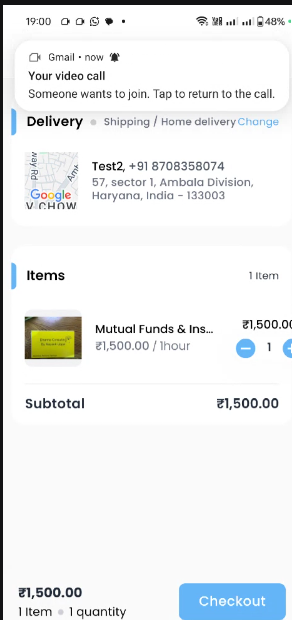 19:00
48%
Gmail • now
Your video call
Someone wants to join. Tap to return to the call.
Delivery
Shipping / Home delivery Change
way Rd
Google
V CHOW
Test2, +91 8708358074
57, sector 1, Ambala Division,
Haryana, India - 133003
Items
1 Item
Mutual Funds & Ins...
₹1,500.00
₹1,500.00 / 1hour
1
Subtotal
₹1,500.00
₹1,500.00
1 Item
1 quantity
Checkout